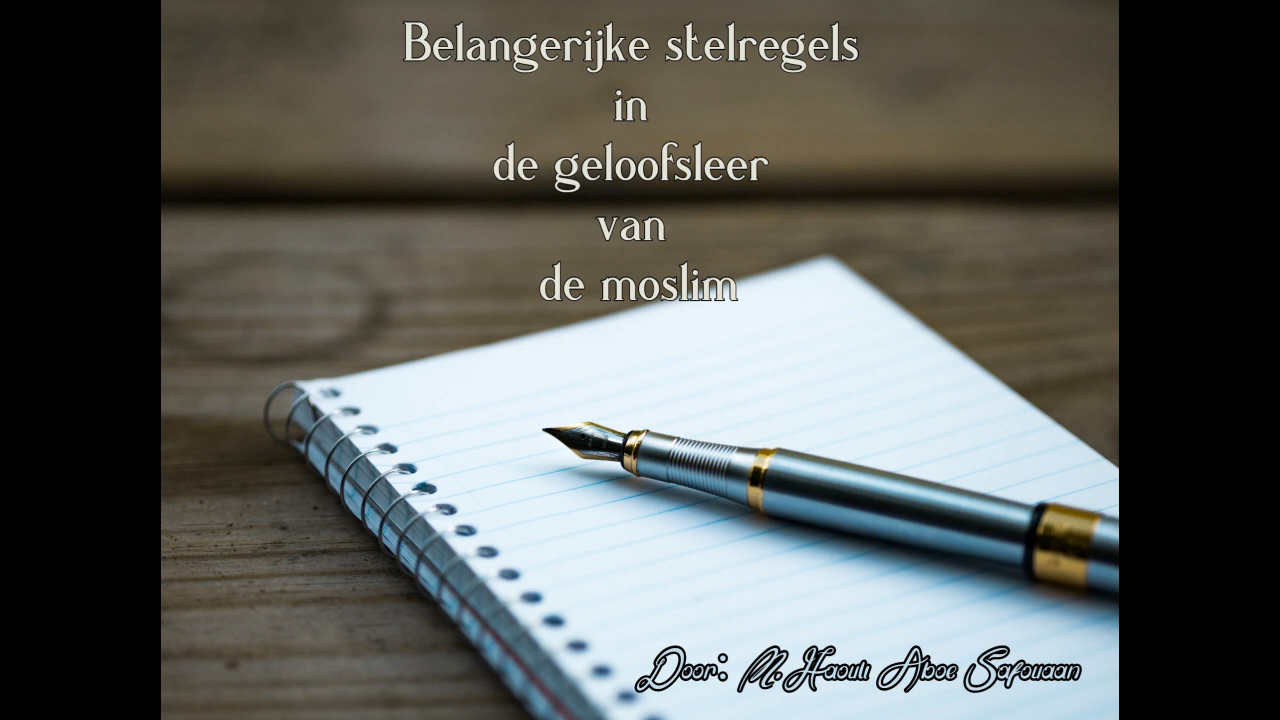 Belangerijke stelregels
in
de geloofsleer
van
de moslim
Door: M. Haouli Aboe Safouaan